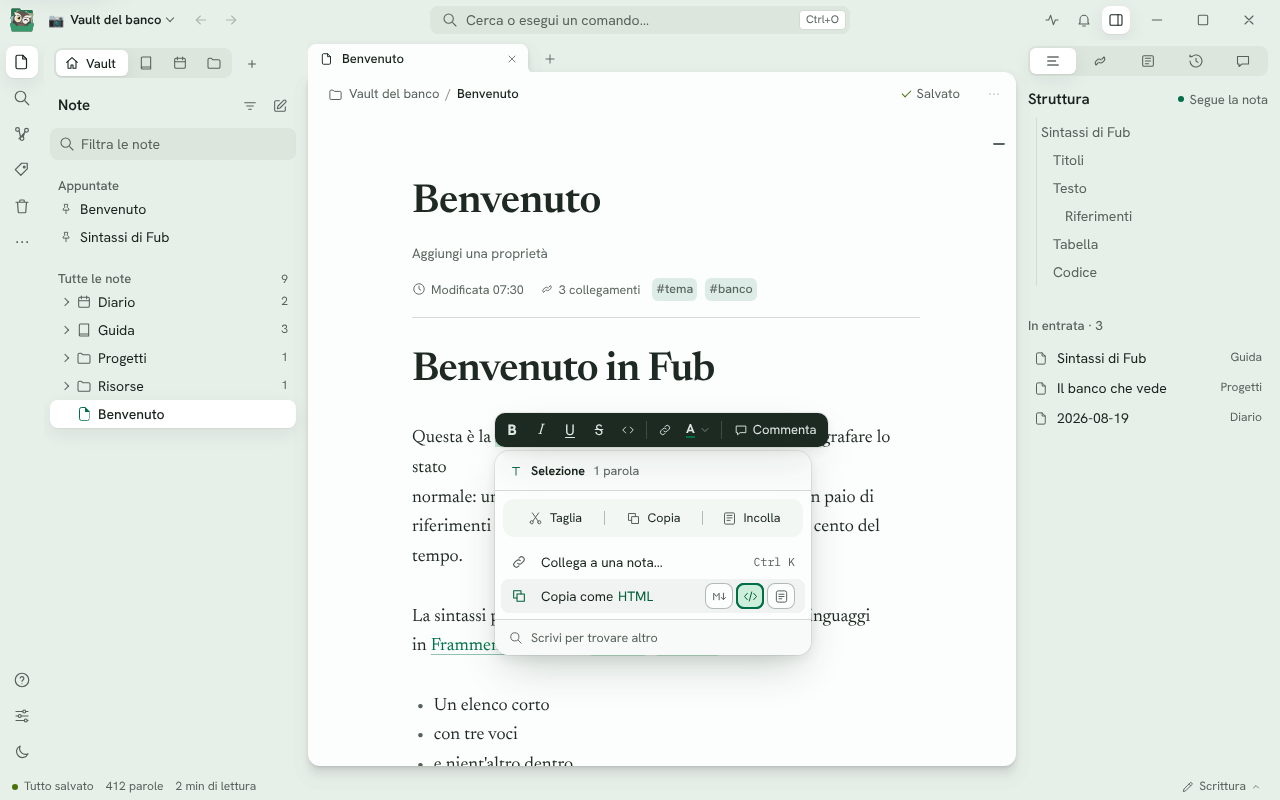 Vault del banco
Cerca o esegui un comando…
Ctrl+O
Vault
Note
Filtra le note
Appuntate
Benvenuto
Sintassi di Fub
Tutte le note 9
Diario 2
Guida 3
Progetti 1
Risorse 1
Benvenuto
Benvenuto
Vault del banco / Benvenuto
Salvato
Benvenuto
Aggiungi una proprietà
Modificata 07:30
3 collegamenti
#tema
#banco
Benvenuto in Fub
Questa è la
grafare lo
stato
normale:
n paio di
riferimenti
cento del
tempo.
La sintassi
in
Un elenco corto
con tre voci
e nient'altro dentro
B I U S A Commenta
Selezione 1 parola
Taglia
Copia
Incolla
Collega a una nota… Ctrl K
Copia come HTML
M↓
</>
Scrivi per trovare altro
Struttura
Segue la nota
Sintassi di Fub
Titoli
Testo
Riferimenti
Tabella
Codice
In entrata · 3
Sintassi di Fub Guida
Il banco che vede Progetti
2026-08-19 Diario
Tutto salvato
412 parole
2 min di lettura
Scrittura